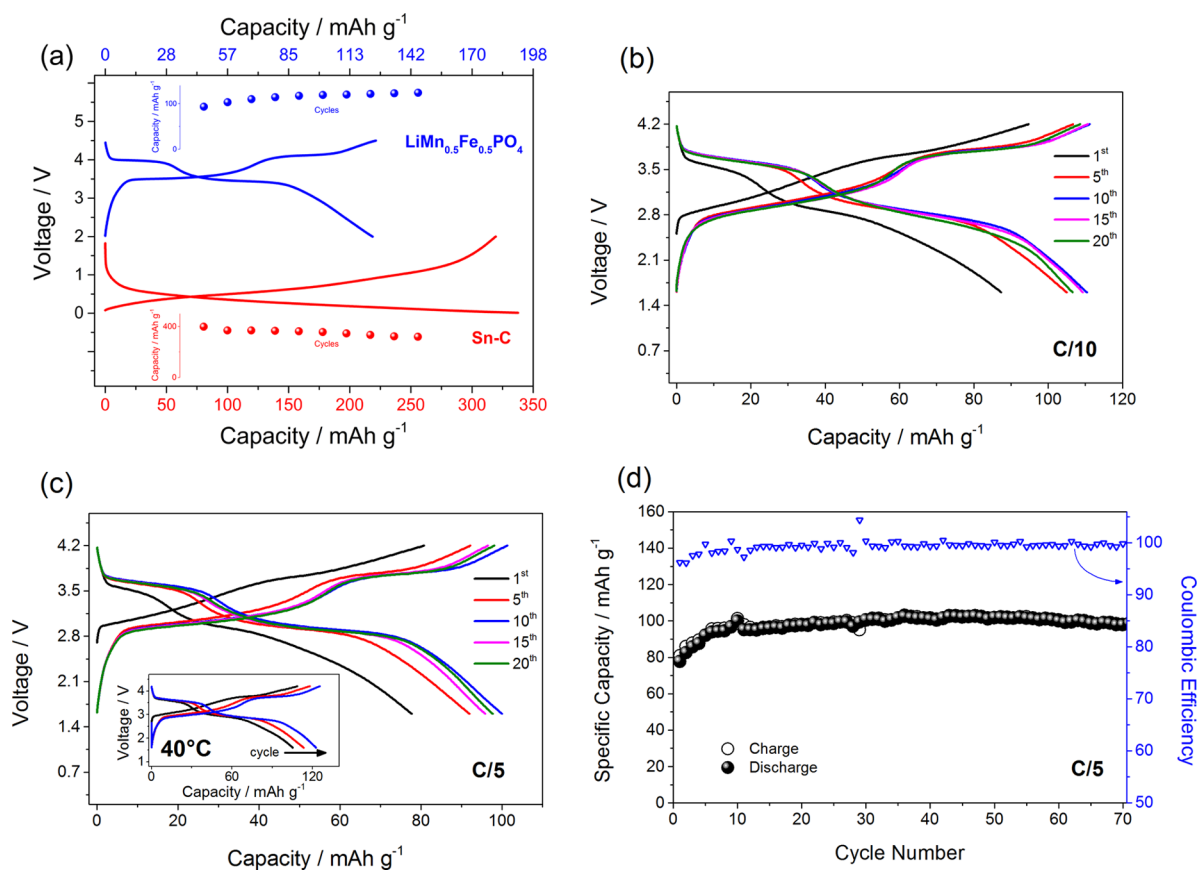 Capacity / mAh g⁻¹
0 28 57 85 113 142 170 198
(a)
Voltage / V
5
4
3
2
1
0
Capacity / mAh g⁻¹
100
0
Cycles
LiMn₀.₅Fe₀.₅PO₄
Capacity / mAh g⁻¹
400
0
Cycles
Sn-C
0 50 100 150 200 250 300 350
Capacity / mAh g⁻¹
(b)
Voltage / V
4.2
3.5
2.8
2.1
1.4
0.7
1ˢᵗ
5ᵗʰ
10ᵗʰ
15ᵗʰ
20ᵗʰ
C/10
0 20 40 60 80 100 120
Capacity / mAh g⁻¹
(c)
Voltage / V
4.2
3.5
2.8
2.1
1.4
0.7
1ˢᵗ
5ᵗʰ
10ᵗʰ
15ᵗʰ
20ᵗʰ
Voltage / V
4
3
2
1
40°C
cycle
0 60 120
Capacity / mAh g⁻¹
C/5
0 20 40 60 80 100
Capacity / mAh g⁻¹
(d)
Specific Capacity / mAh g⁻¹
160
140
120
100
80
60
40
20
0
Charge
Discharge
C/5
0 10 20 30 40 50 60 70
Cycle Number
100
95
90
85
80
75
70
65
60
55
50
Coulombic Efficiency